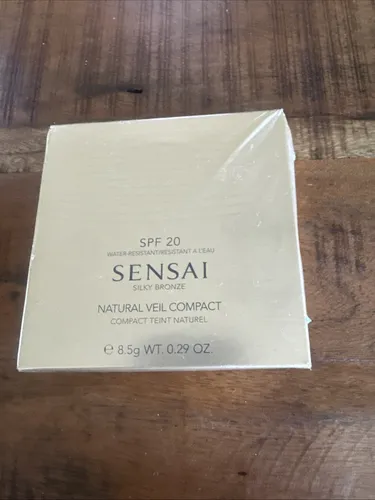 SPF 20
WATER-RESISTANT/RÉSISTANT À L'EAU
SENSAI
SILKY BRONZE
NATURAL VEIL COMPACT
COMPACT TEINT NATUREL
℮ 8.5g WT. 0.29 OZ.